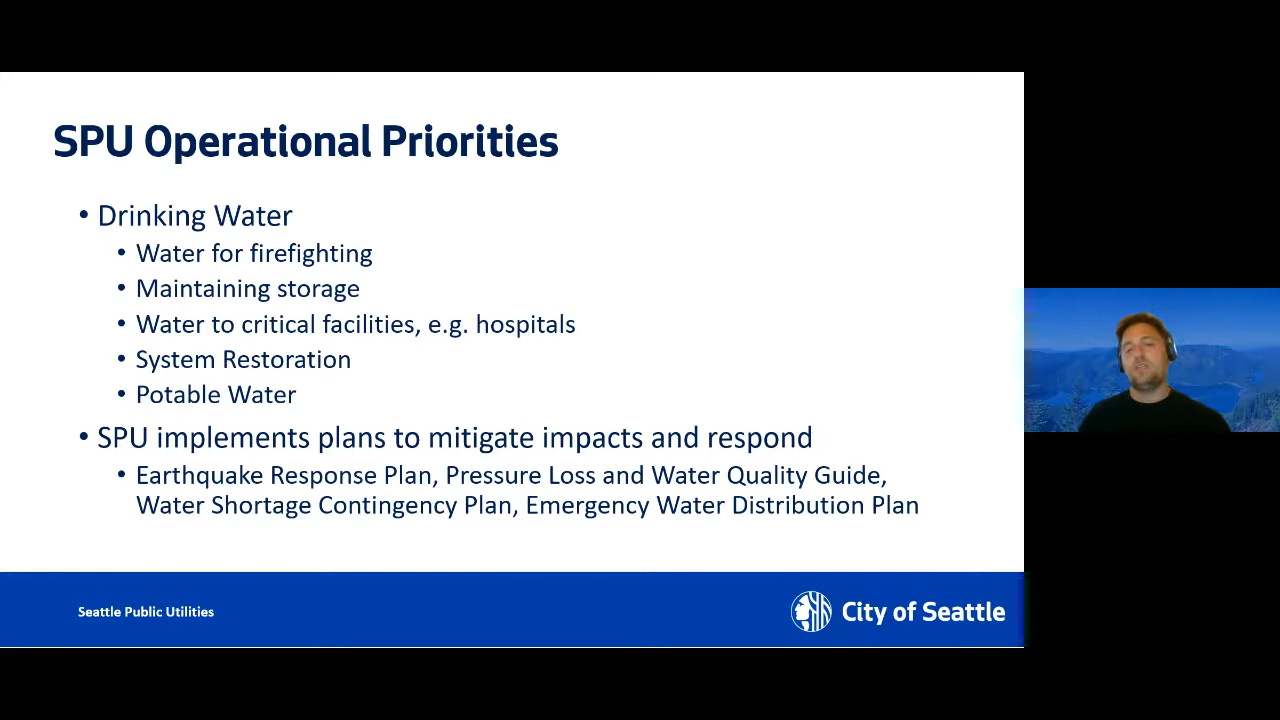 SPU Operational Priorities
• Drinking Water
• Water for firefighting
• Maintaining storage
• Water to critical facilities, e.g. hospitals
• System Restoration
• Potable Water
• SPU implements plans to mitigate impacts and respond
• Earthquake Response Plan, Pressure Loss and Water Quality Guide,
Water Shortage Contingency Plan, Emergency Water Distribution Plan
Seattle Public Utilities
City of Seattle